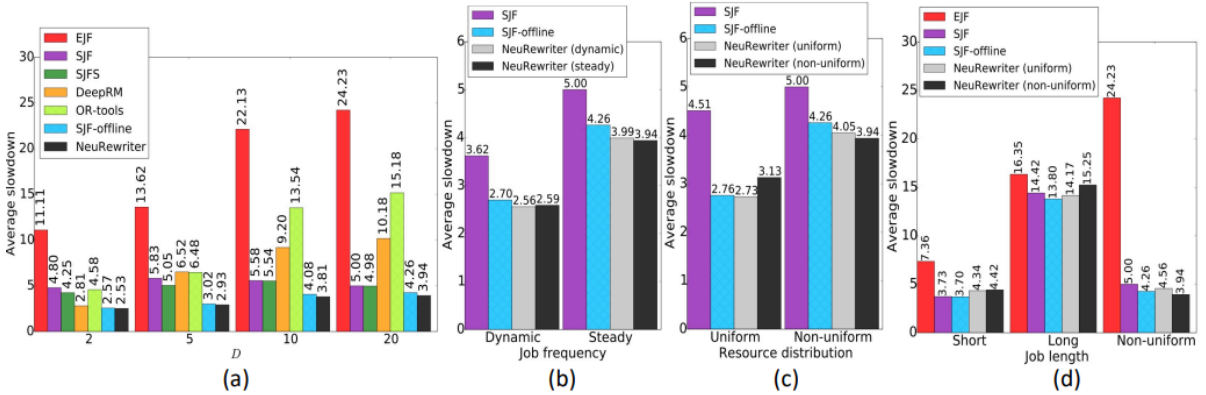 EJF
SJF
SJFS
DeepRM
OR-tools
SJF-offline
NeuRewriter
Average slowdown
30
25
20
15
10
5
0
11.11
4.80
4.25
2.81
4.58
2.57
2.53
13.62
5.83
5.05
6.52
6.48
3.02
2.93
22.13
5.58
5.54
9.20
13.54
4.08
3.81
24.23
5.00
4.98
10.18
15.18
4.26
3.94
2 5 10 20
D
(a)
SJF
SJF-offline
NeuRewriter (dynamic)
NeuRewriter (steady)
Average slowdown
6
5
4
3
2
1
0
3.62
2.70
2.56
2.59
5.00
4.26
3.99
3.94
Dynamic Steady
Job frequency
(b)
SJF
SJF-offline
NeuRewriter (uniform)
NeuRewriter (non-uniform)
Average slowdown
6
5
4
3
2
1
0
4.51
2.76
2.73
3.13
5.00
4.26
4.05
3.94
Uniform Non-uniform
Resource distribution
(c)
EJF
SJF
SJF-offline
NeuRewriter (uniform)
NeuRewriter (non-uniform)
Average slowdown
30
25
20
15
10
5
0
7.36
3.73
3.70
4.34
4.42
16.35
14.42
13.80
14.17
15.25
24.23
5.00
4.26
4.56
3.94
Short Long Non-uniform
Job length
(d)